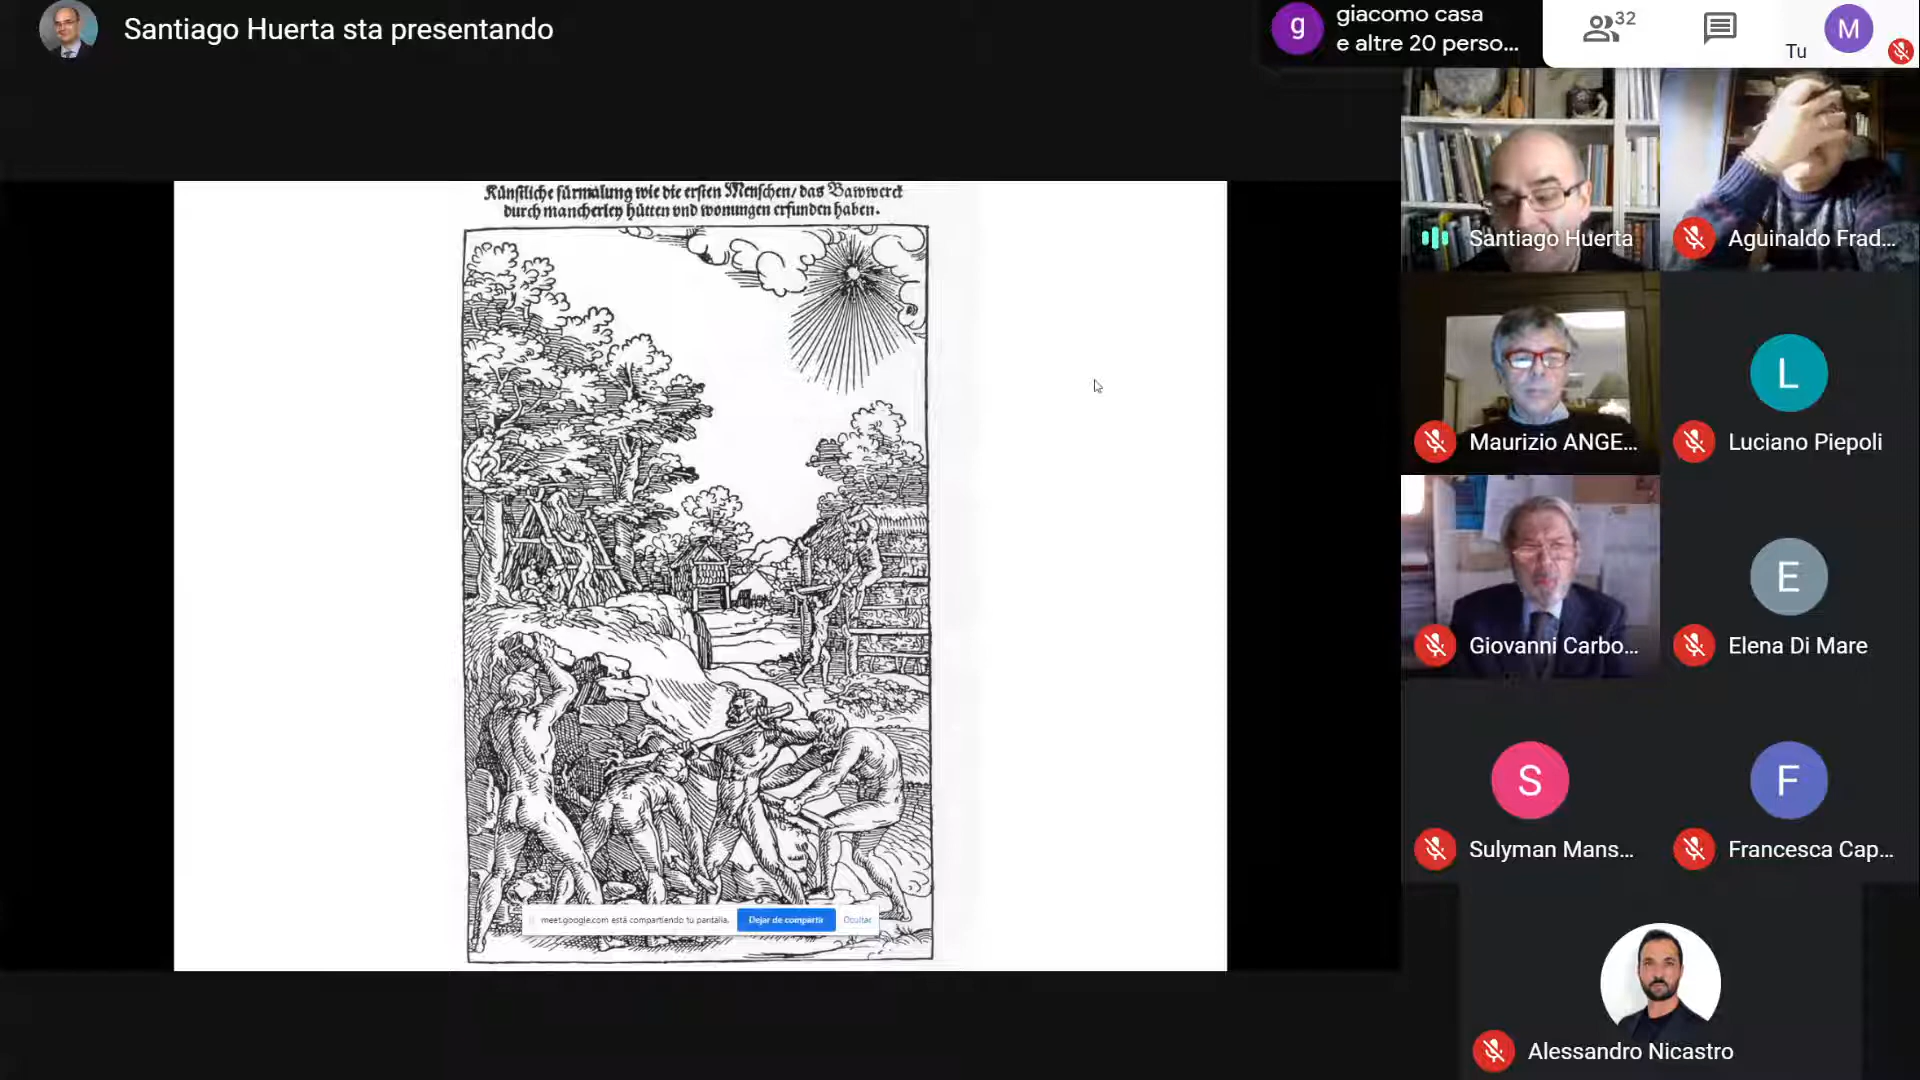 Santiago Huerta sta presentando
g
giacomo casa
e altre 20 perso...
32
Tu
M
Künstliche fürmalung wie die ersten Menschen/ das Bawwerck
durch mancherley hütten vnd wonungen erfunden haben.
Santiago Huerta
Aguinaldo Frad...
Maurizio ANGE...
L
Luciano Piepoli
Giovanni Carbo...
E
Elena Di Mare
S
Sulyman Mans...
F
Francesca Cap...
meet.google.com está compartiendo tu pantalla.
Dejar de compartir
Ocultar
Alessandro Nicastro